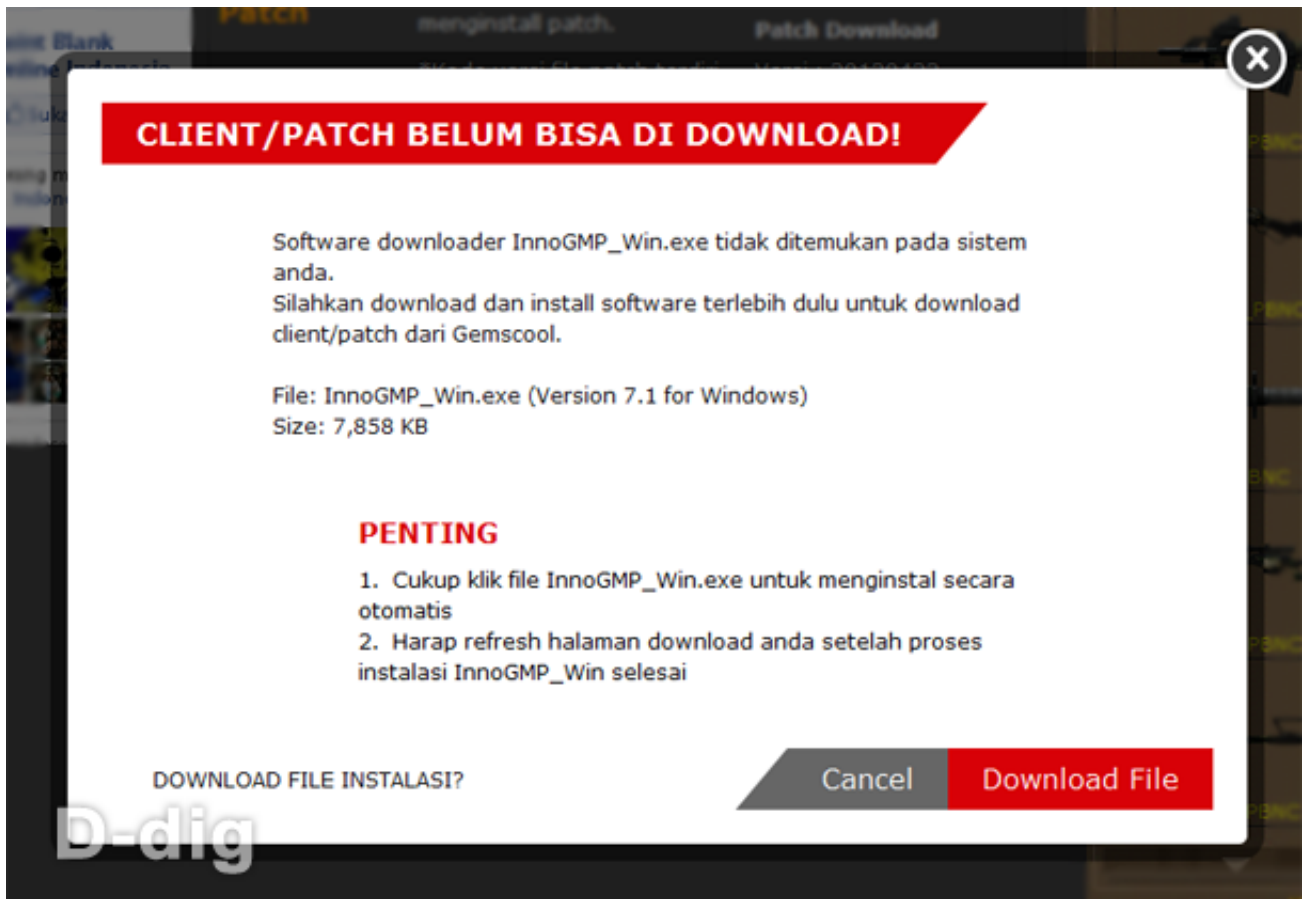 Patch
menginstall patch.
Patch Download
Blank
CLIENT/PATCH BELUM BISA DI DOWNLOAD!
Software downloader InnoGMP_Win.exe tidak ditemukan pada sistem
anda.
Silahkan download dan install software terlebih dulu untuk download
client/patch dari Gemscool.
File: InnoGMP_Win.exe (Version 7.1 for Windows)
Size: 7,858 KB
PENTING
1. Cukup klik file InnoGMP_Win.exe untuk menginstal secara
otomatis
2. Harap refresh halaman download anda setelah proses
instalasi InnoGMP_Win selesai
DOWNLOAD FILE INSTALASI?
Cancel
Download File
D-dig